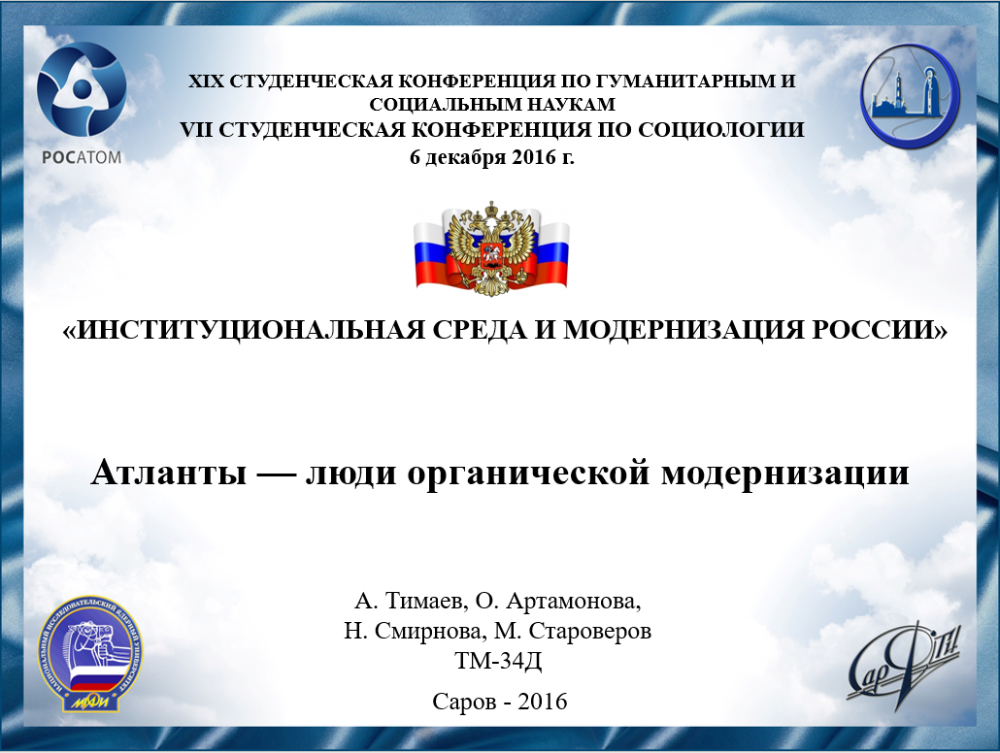 РОСАТОМ
XIX СТУДЕНЧЕСКАЯ КОНФЕРЕНЦИЯ ПО ГУМАНИТАРНЫМ И
СОЦИАЛЬНЫМ НАУКАМ
VII СТУДЕНЧЕСКАЯ КОНФЕРЕНЦИЯ ПО СОЦИОЛОГИИ
6 декабря 2016 г.
«ИНСТИТУЦИОНАЛЬНАЯ СРЕДА И МОДЕРНИЗАЦИЯ РОССИИ»
Атланты — люди органической модернизации
А. Тимаев, О. Артамонова,
Н. Смирнова, М. Староверов
ТМ-34Д
Саров - 2016
НАЦИОНАЛЬНЫЙ ИССЛЕДОВАТЕЛЬСКИЙ ЯДЕРНЫЙ УНИВЕРСИТЕТ
МИФИ
СарФТИ